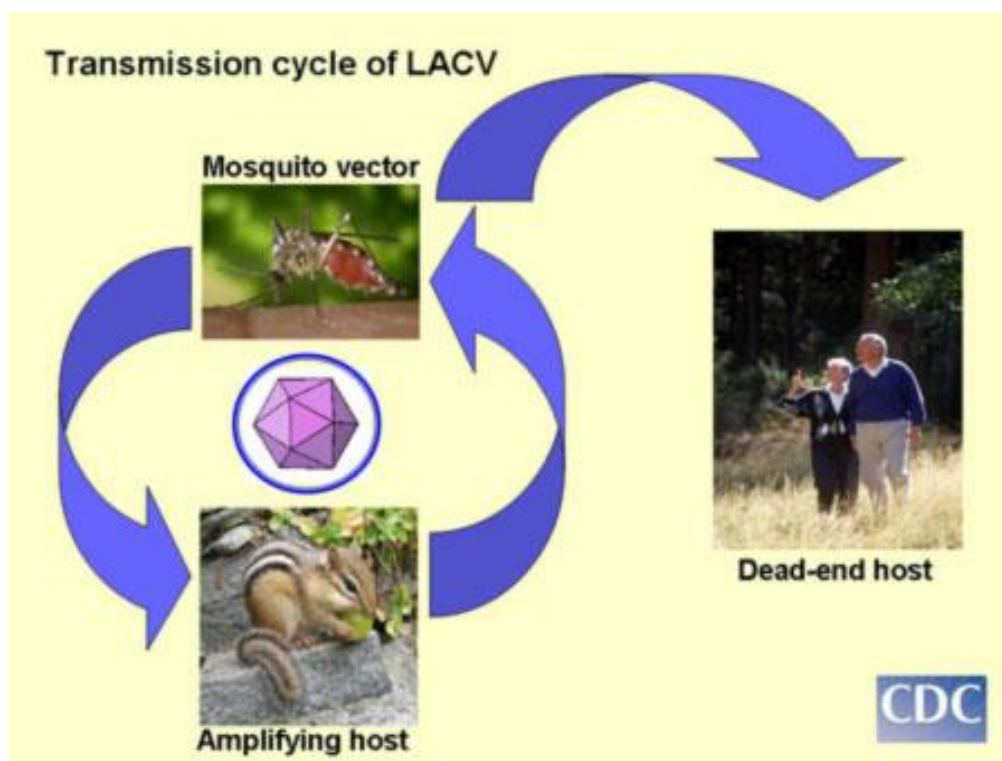 Transmission cycle of LACV
Mosquito vector
Dead-end host
Amplifying host
CDC